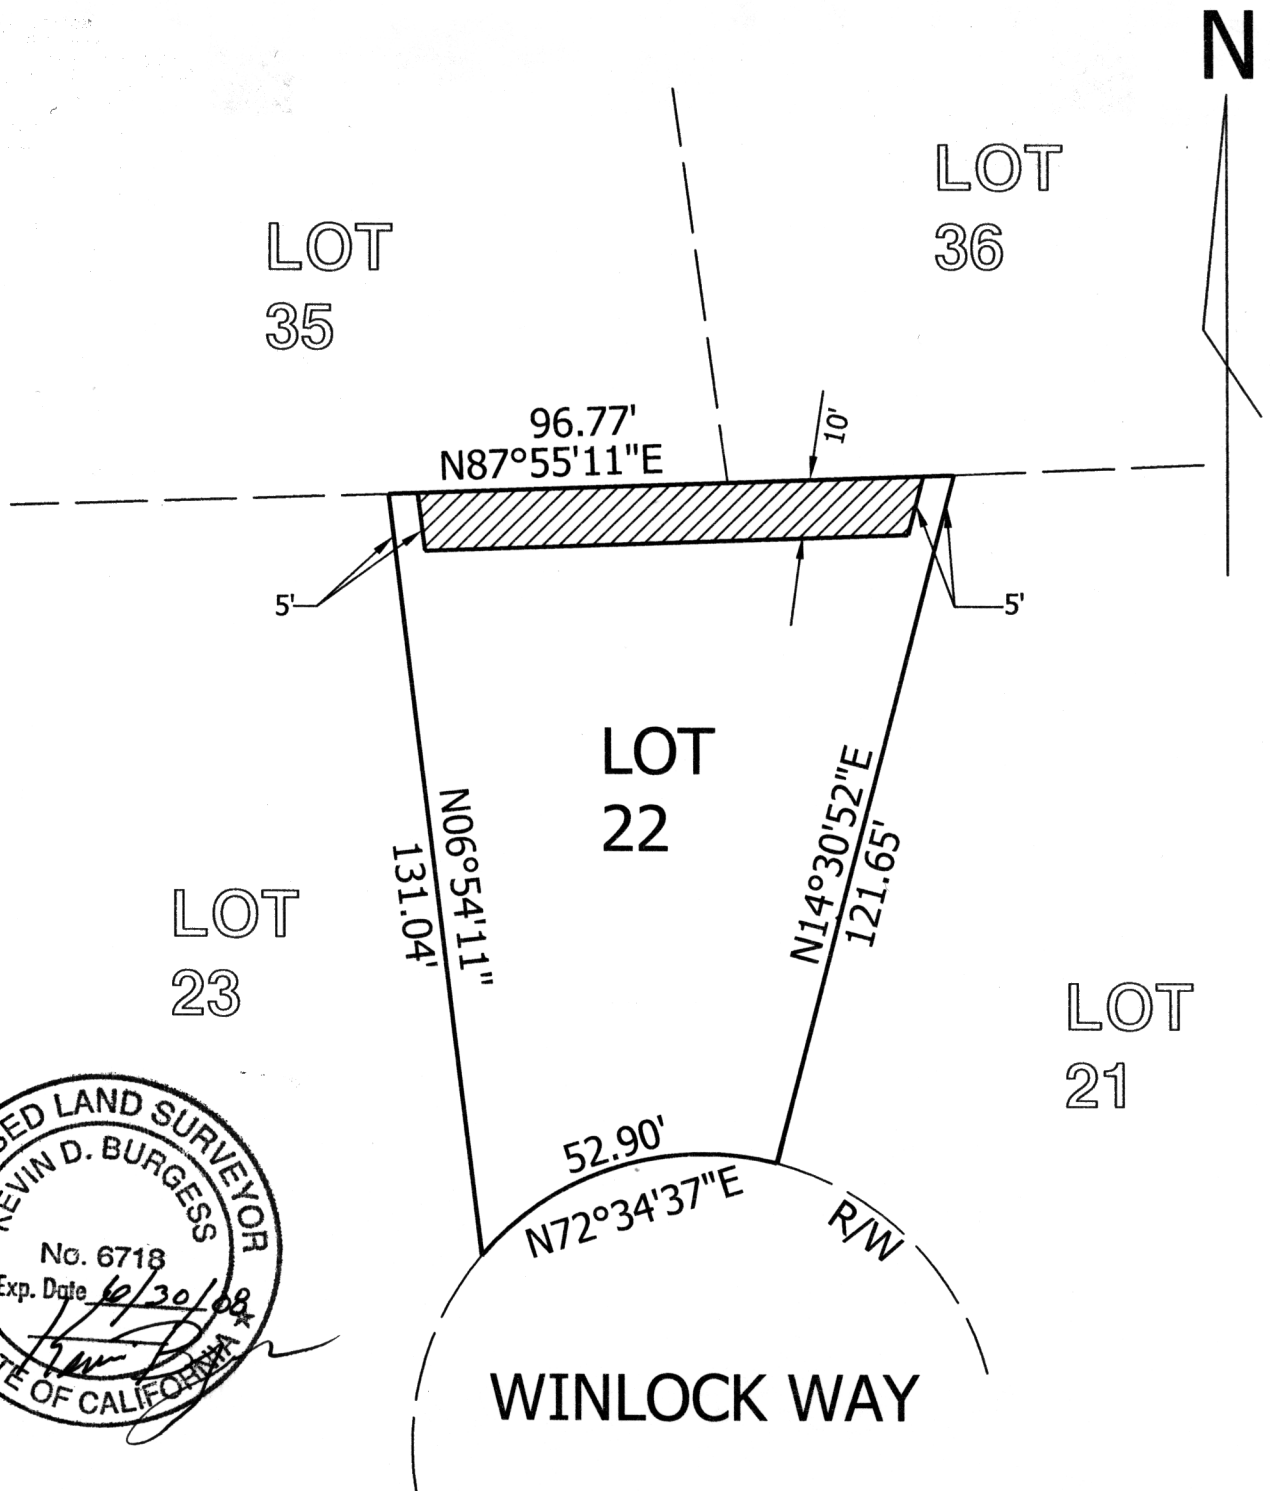 N
LOT
36
LOT
35
96.77'
N87°55'11"E
10'
5'
5'
LOT
22
N06°54'11"
131.04'
N14°30'52"E
121.65'
LOT
23
LOT
21
52.90'
N72°34'37"E
R/W
WINLOCK WAY
SED LAND SURVEYOR
KEVIN D. BURGESS
No. 6718
Exp. Date 6/30/08
TE OF CALIFORNIA